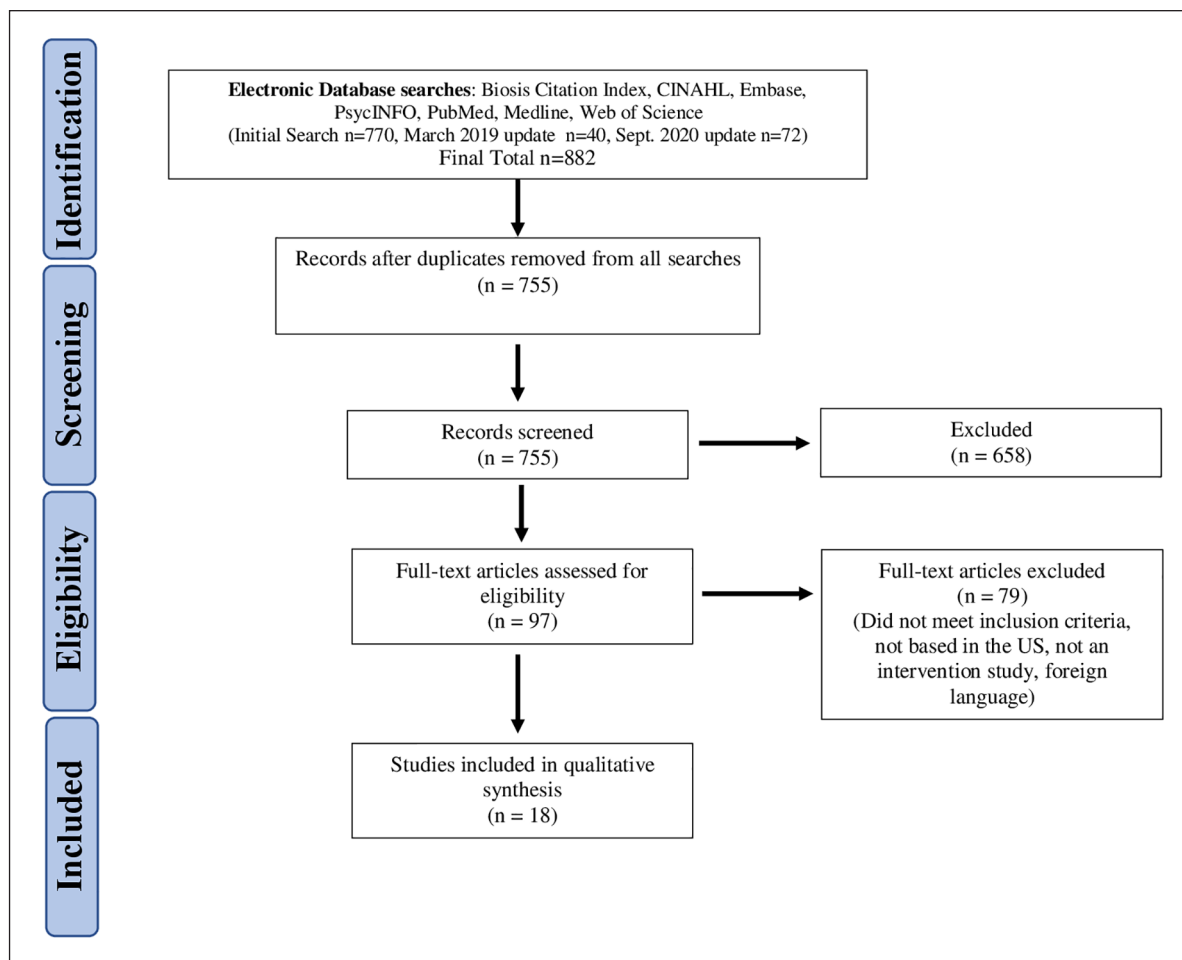 Identification
Electronic Database searches: Biosis Citation Index, CINAHL, Embase,
PsycINFO, PubMed, Medline, Web of Science
(Initial Search n=770, March 2019 update n=40, Sept. 2020 update n=72)
Final Total n=882
Records after duplicates removed from all searches
(n = 755)
Screening
Records screened
(n = 755)
Excluded
(n = 658)
Eligibility
Full-text articles assessed for
eligibility
(n = 97)
Full-text articles excluded
(n = 79)
(Did not meet inclusion criteria,
not based in the US, not an
intervention study, foreign
language)
Included
Studies included in qualitative
synthesis
(n = 18)